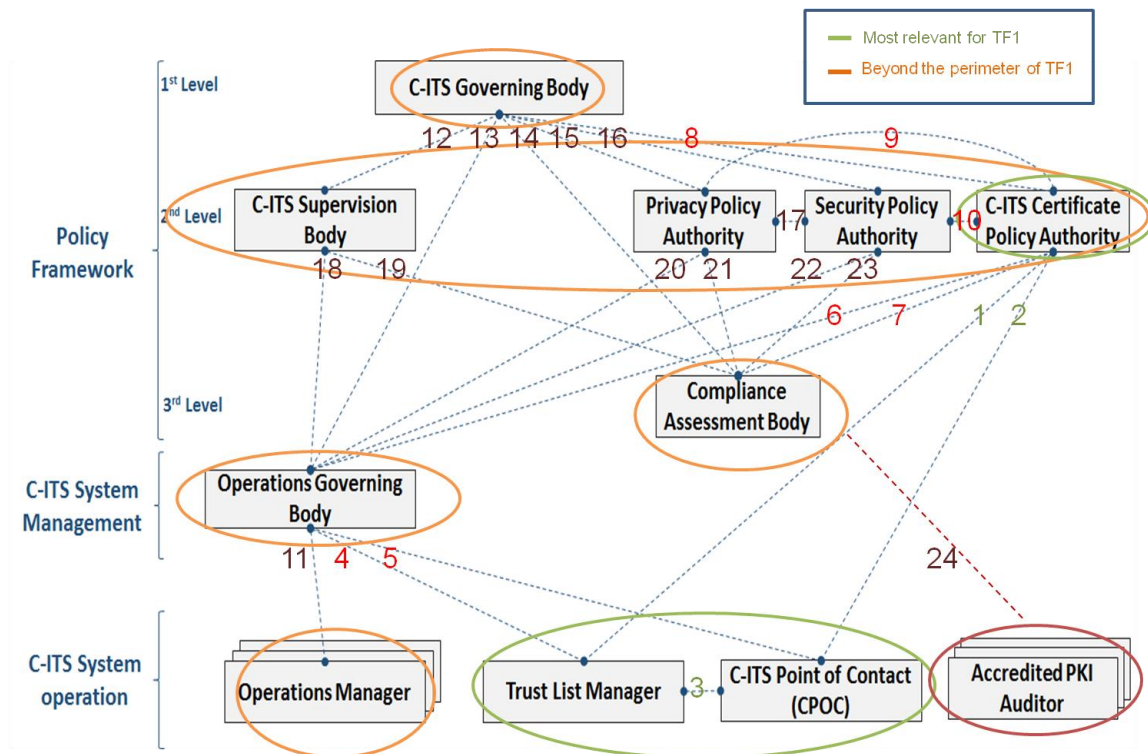 Most relevant for TF1
Beyond the perimeter of TF1
1st Level
C-ITS Governing Body
12 13 14 15 16 8 9
Policy
Framework
2nd Level
C-ITS Supervision
Body
Privacy Policy
Authority
17
Security Policy
Authority
10
C-ITS Certificate
Policy Authority
18 19 20 21 22 23
6 7 1 2
3rd Level
Compliance
Assessment Body
C-ITS System
Management
Operations Governing
Body
11 4 5 24
C-ITS System
operation
Operations Manager
Trust List Manager
3
C-ITS Point of Contact
(CPOC)
Accredited PKI
Auditor